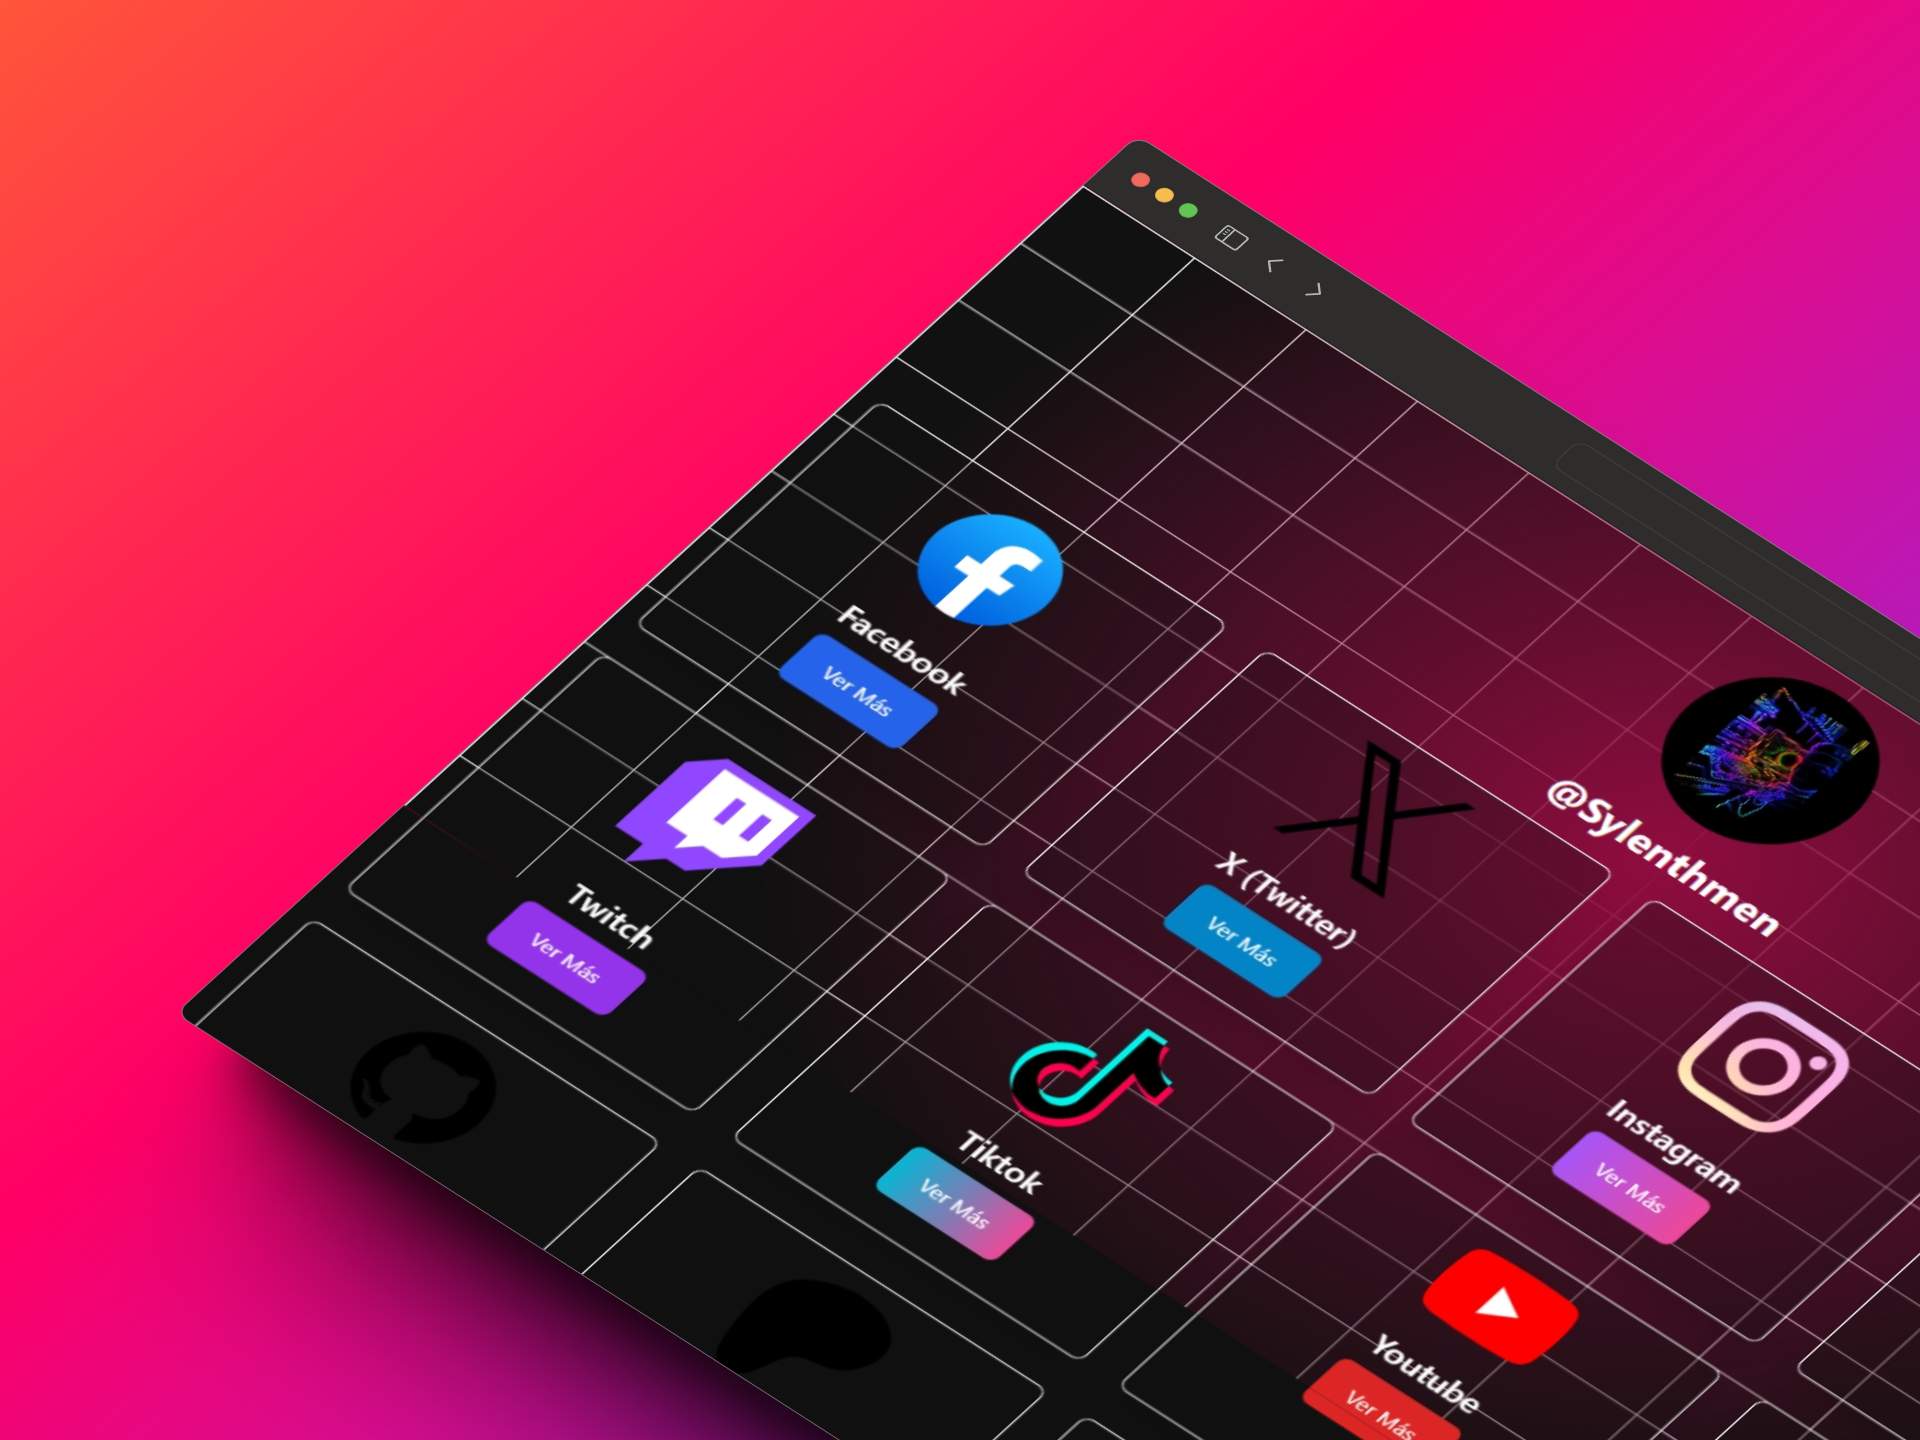 @Sylenthmen
Facebook
Ver Más
X (Twitter)
Ver Más
Instagram
Ver Más
Twitch
Ver Más
Tiktok
Ver Más
Youtube
Ver Más